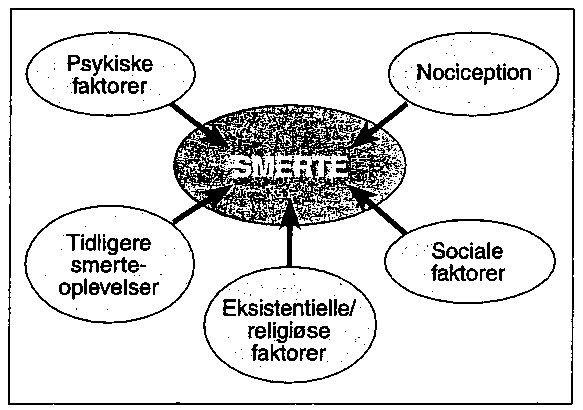 Psykiske
faktorer
Nociception
SMERTE
Tidligere
smerte-
oplevelser
Sociale
faktorer
Eksistentielle/
religiøse
faktorer